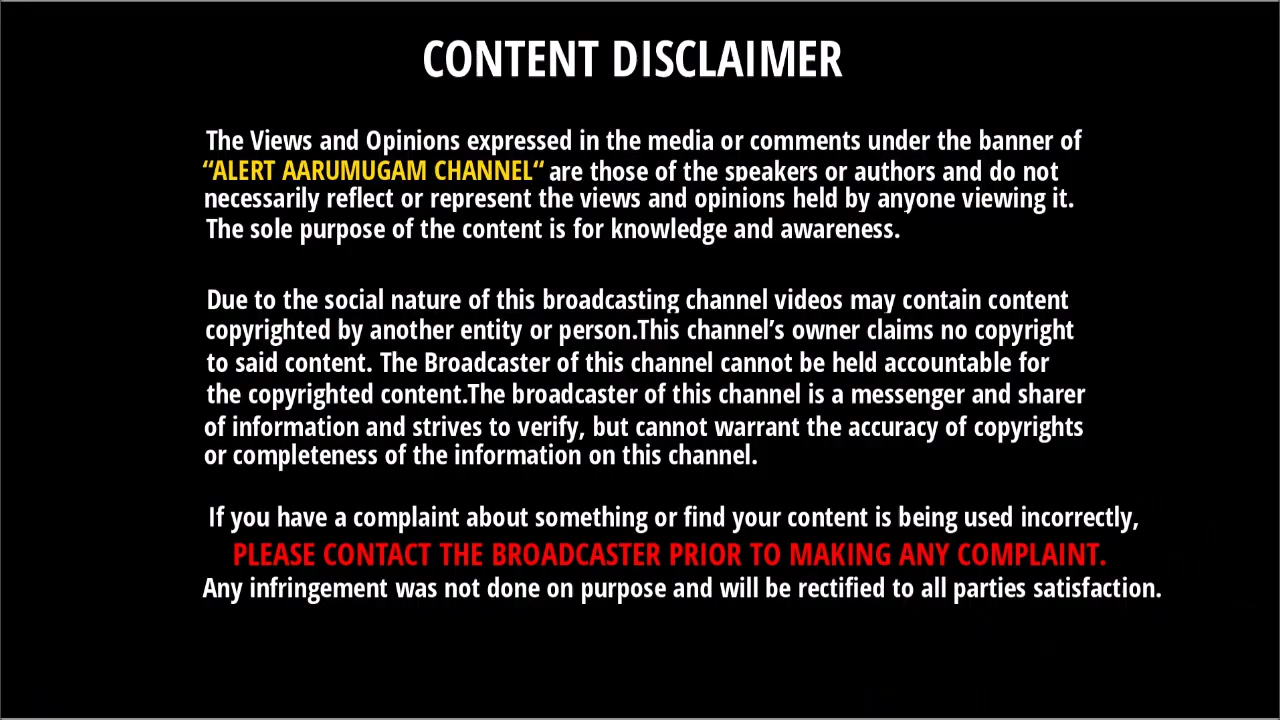 CONTENT DISCLAIMER
The Views and Opinions expressed in the media or comments under the banner of
“ALERT AARUMUGAM CHANNEL“ are those of the speakers or authors and do not
necessarily reflect or represent the views and opinions held by anyone viewing it.
The sole purpose of the content is for knowledge and awareness.
Due to the social nature of this broadcasting channel videos may contain content
copyrighted by another entity or person.This channel’s owner claims no copyright
to said content. The Broadcaster of this channel cannot be held accountable for
the copyrighted content.The broadcaster of this channel is a messenger and sharer
of information and strives to verify, but cannot warrant the accuracy of copyrights
or completeness of the information on this channel.
If you have a complaint about something or find your content is being used incorrectly,
PLEASE CONTACT THE BROADCASTER PRIOR TO MAKING ANY COMPLAINT.
Any infringement was not done on purpose and will be rectified to all parties satisfaction.